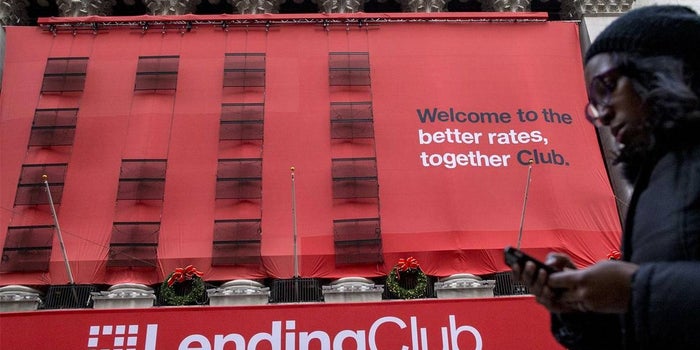 Welcome to the
better rates,
together Club.
LendingClub